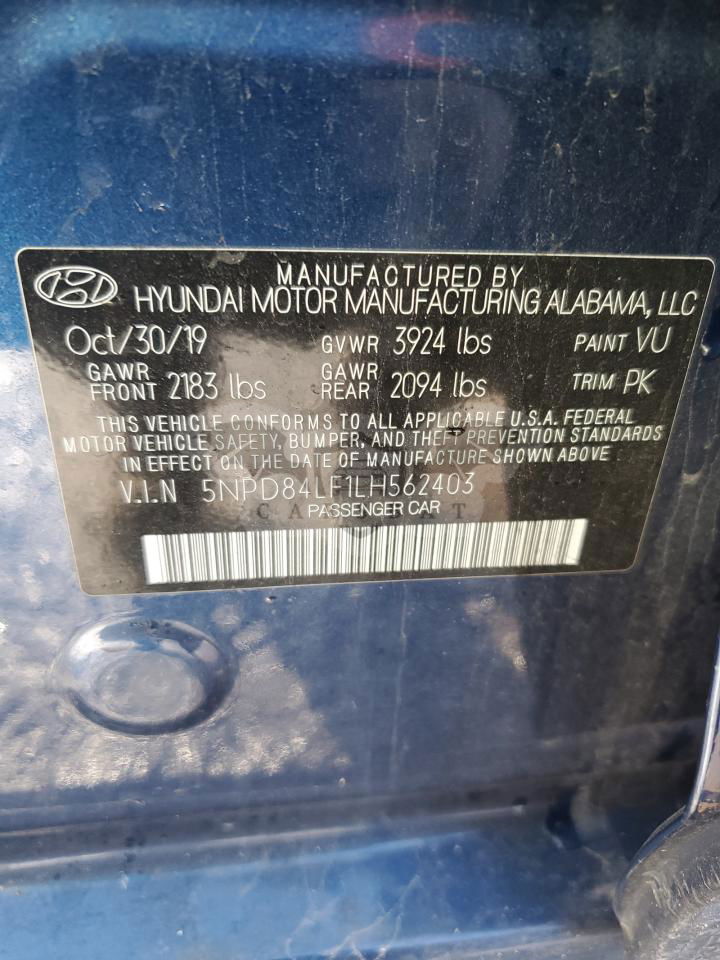 MANUFACTURED BY
HYUNDAI MOTOR MANUFACTURING ALABAMA, LLC
Oct/30/19 GVWR 3924 lbs PAINT VU
GAWR FRONT 2183 lbs GAWR REAR 2094 lbs TRIM PK
THIS VEHICLE CONFORMS TO ALL APPLICABLE U.S.A. FEDERAL
MOTOR VEHICLE SAFETY, BUMPER, AND THEFT PREVENTION STANDARDS
IN EFFECT ON THE DATE OF MANUFACTURE SHOWN ABOVE
V.I.N 5NPD84LF1LH562403
PASSENGER CAR